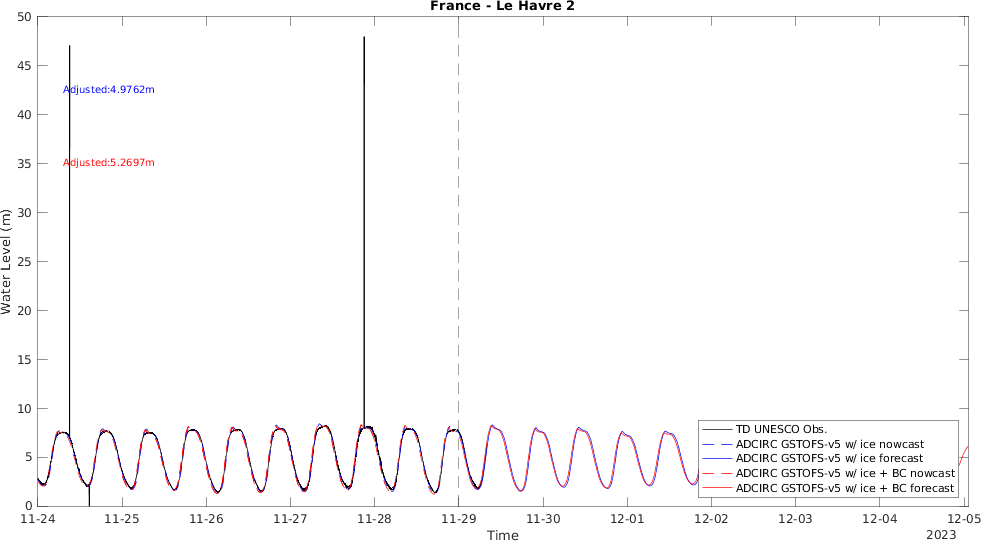 France - Le Havre 2
50
45
40
35
30
25
20
15
10
5
0
Water Level (m)
Adjusted:4.9762m
Adjusted:5.2697m
TD UNESCO Obs.
ADCIRC GSTOFS-v5 w/ ice nowcast
ADCIRC GSTOFS-v5 w/ ice forecast
ADCIRC GSTOFS-v5 w/ ice + BC nowcast
ADCIRC GSTOFS-v5 w/ ice + BC forecast
11-24 11-25 11-26 11-27 11-28 11-29 11-30 12-01 12-02 12-03 12-04 12-05
Time
2023